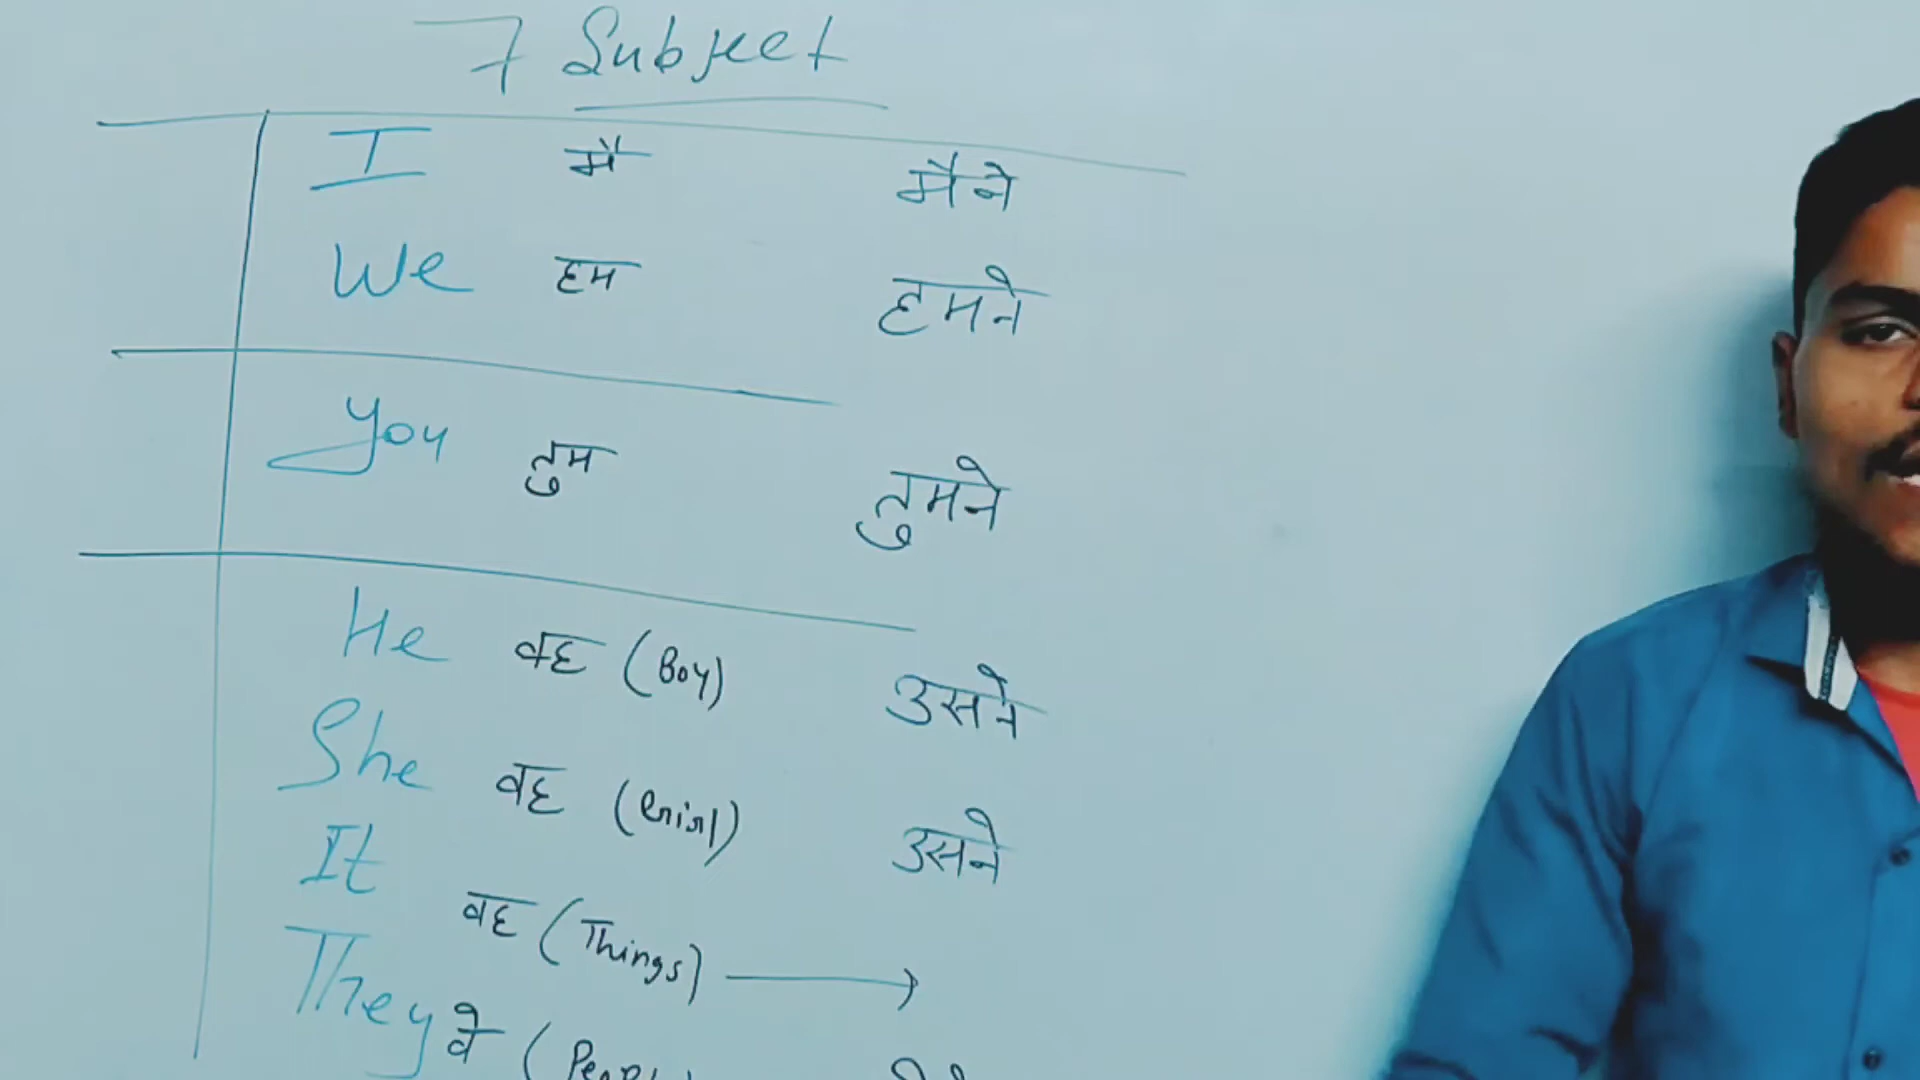 7 Subject
I मै मैने
We हम हमने
You तुम तुमने
He वह (Boy) उसने
She वह (Girl) उसने
It वह (Things) →
They वे